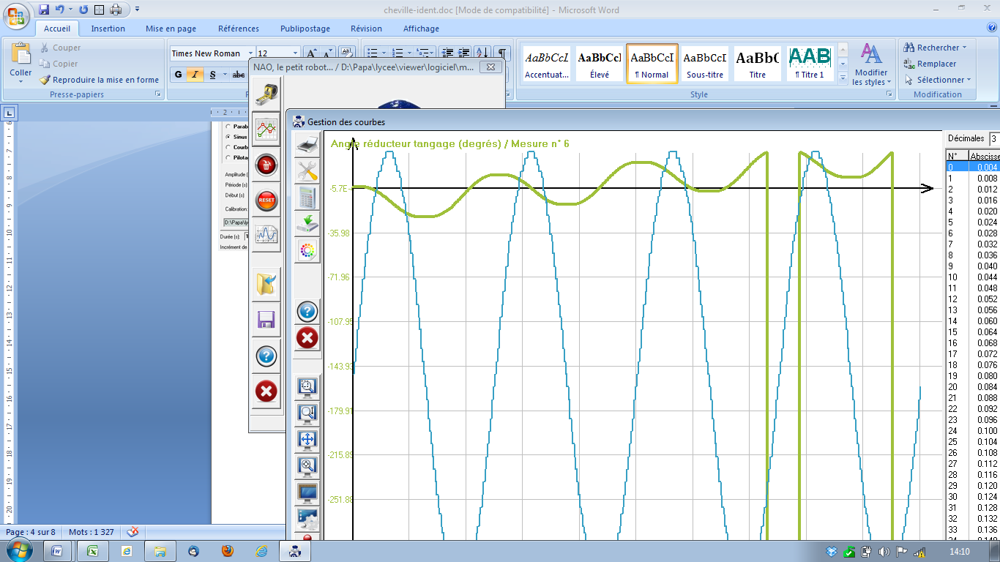 cheville-ident.doc [Mode de compatibilité] - Microsoft Word
Accueil Insertion Mise en page Références Publipostage Révision Affichage
Coller
Couper
Copier
Reproduire la mise en forme
Presse-papiers
Times New Roman 12
G I S abc
AaBbCcI AaBbCcI AaBbCcI AaBbCcI AaBbC AAB
Accentuat... Élevé ¶ Normal Sous-titre Titre ¶ Titre 1
Modifier les styles
Style
Rechercher
Remplacer
Sélectionner
Modification
NAO, le petit robot... / D:\Papa\lycee\viewer\logiciel\m...
RESET
Parab
Sinus
Courb
Pilota
Amplitude (
Période (s)
Début (s)
Calibration:
D:\Papa\ly
Durée (s):
Incrément de
Gestion des courbes
Angle réducteur tangage (degrés) / Mesure n° 6
-5.7E-
-35.98
-71.96
-107.95
-143.93
-179.91
-215.89
-251.88
Décimales 3
N° Abscisse
0 0.004
1 0.008
2 0.012
3 0.016
4 0.020
5 0.024
6 0.028
7 0.032
8 0.036
9 0.040
10 0.044
11 0.048
12 0.052
13 0.056
14 0.060
15 0.064
16 0.068
17 0.072
18 0.076
19 0.080
20 0.084
21 0.088
22 0.092
23 0.096
24 0.100
25 0.104
26 0.108
27 0.112
28 0.116
29 0.120
30 0.124
31 0.128
32 0.132
33 0.136
34 0.140
Page : 4 sur 8 Mots : 1 327
14:10